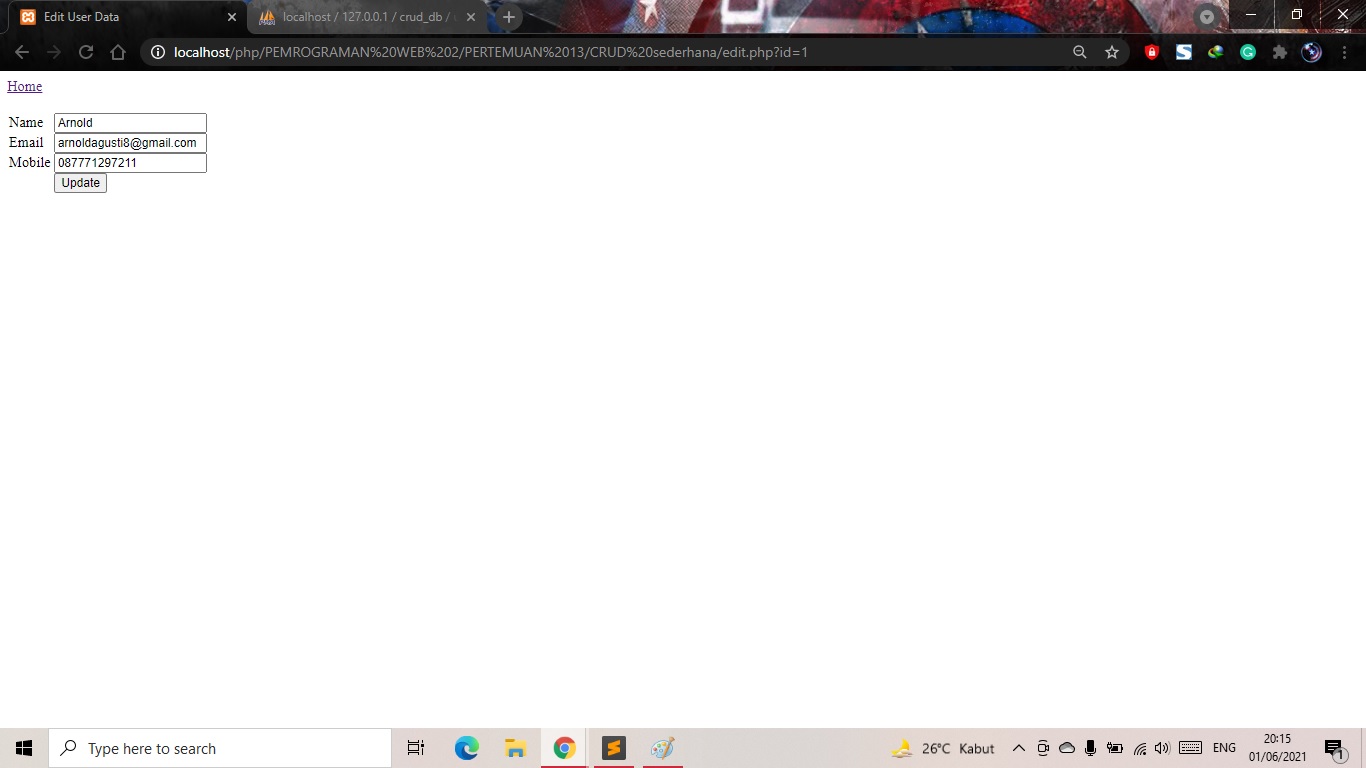 Edit User Data
localhost / 127.0.0.1 / crud_db /
localhost/php/PEMROGRAMAN%20WEB%202/PERTEMUAN%2013/CRUD%20sederhana/edit.php?id=1
Home
Name Arnold
Email arnoldagusti8@gmail.com
Mobile 087771297211
Update
Type here to search
26°C Kabut
ENG
20:15
01/06/2021
1